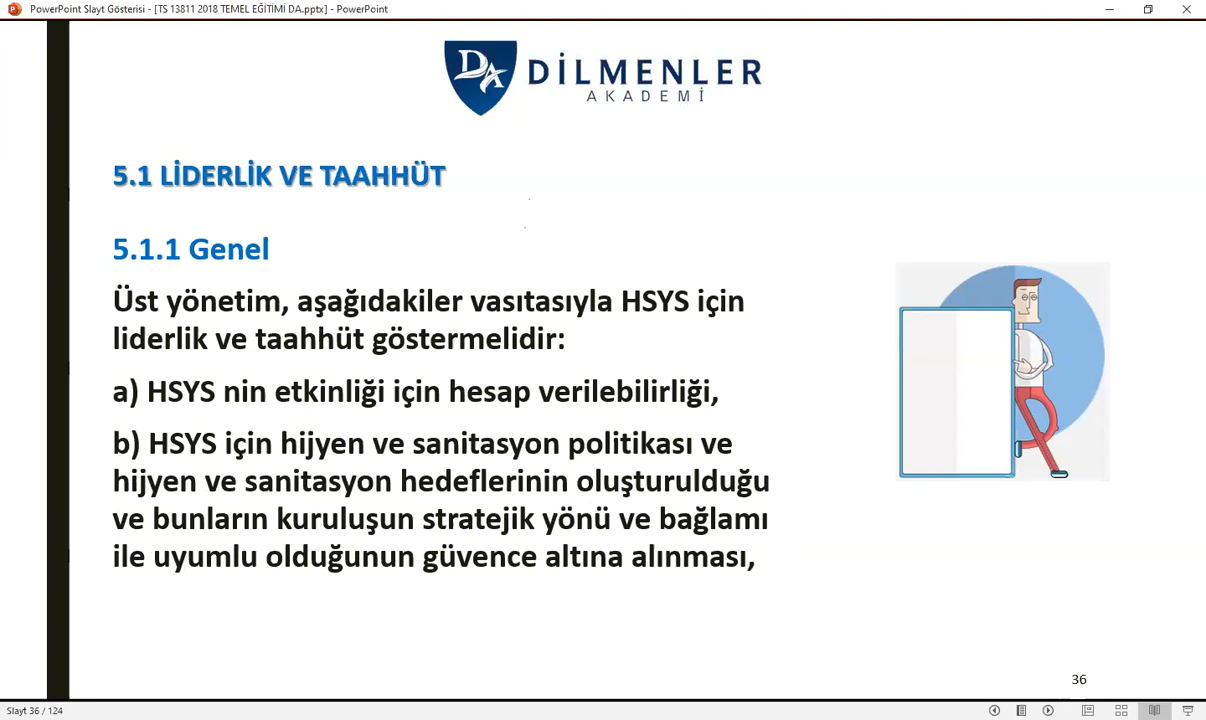 PowerPoint Slayt Gösterisi - [TS 13811 2018 TEMEL EĞİTİMİ DA.pptx] - PowerPoint
DA DİLMENLER
AKADEMİ
5.1 LİDERLİK VE TAAHHÜT
5.1.1 Genel
Üst yönetim, aşağıdakiler vasıtasıyla HSYS için
liderlik ve taahhüt göstermelidir:
a) HSYS nin etkinliği için hesap verilebilirliği,
b) HSYS için hijyen ve sanitasyon politikası ve
hijyen ve sanitasyon hedeflerinin oluşturulduğu
ve bunların kuruluşun stratejik yönü ve bağlamı
ile uyumlu olduğunun güvence altına alınması,
36
Slayt 36 / 124